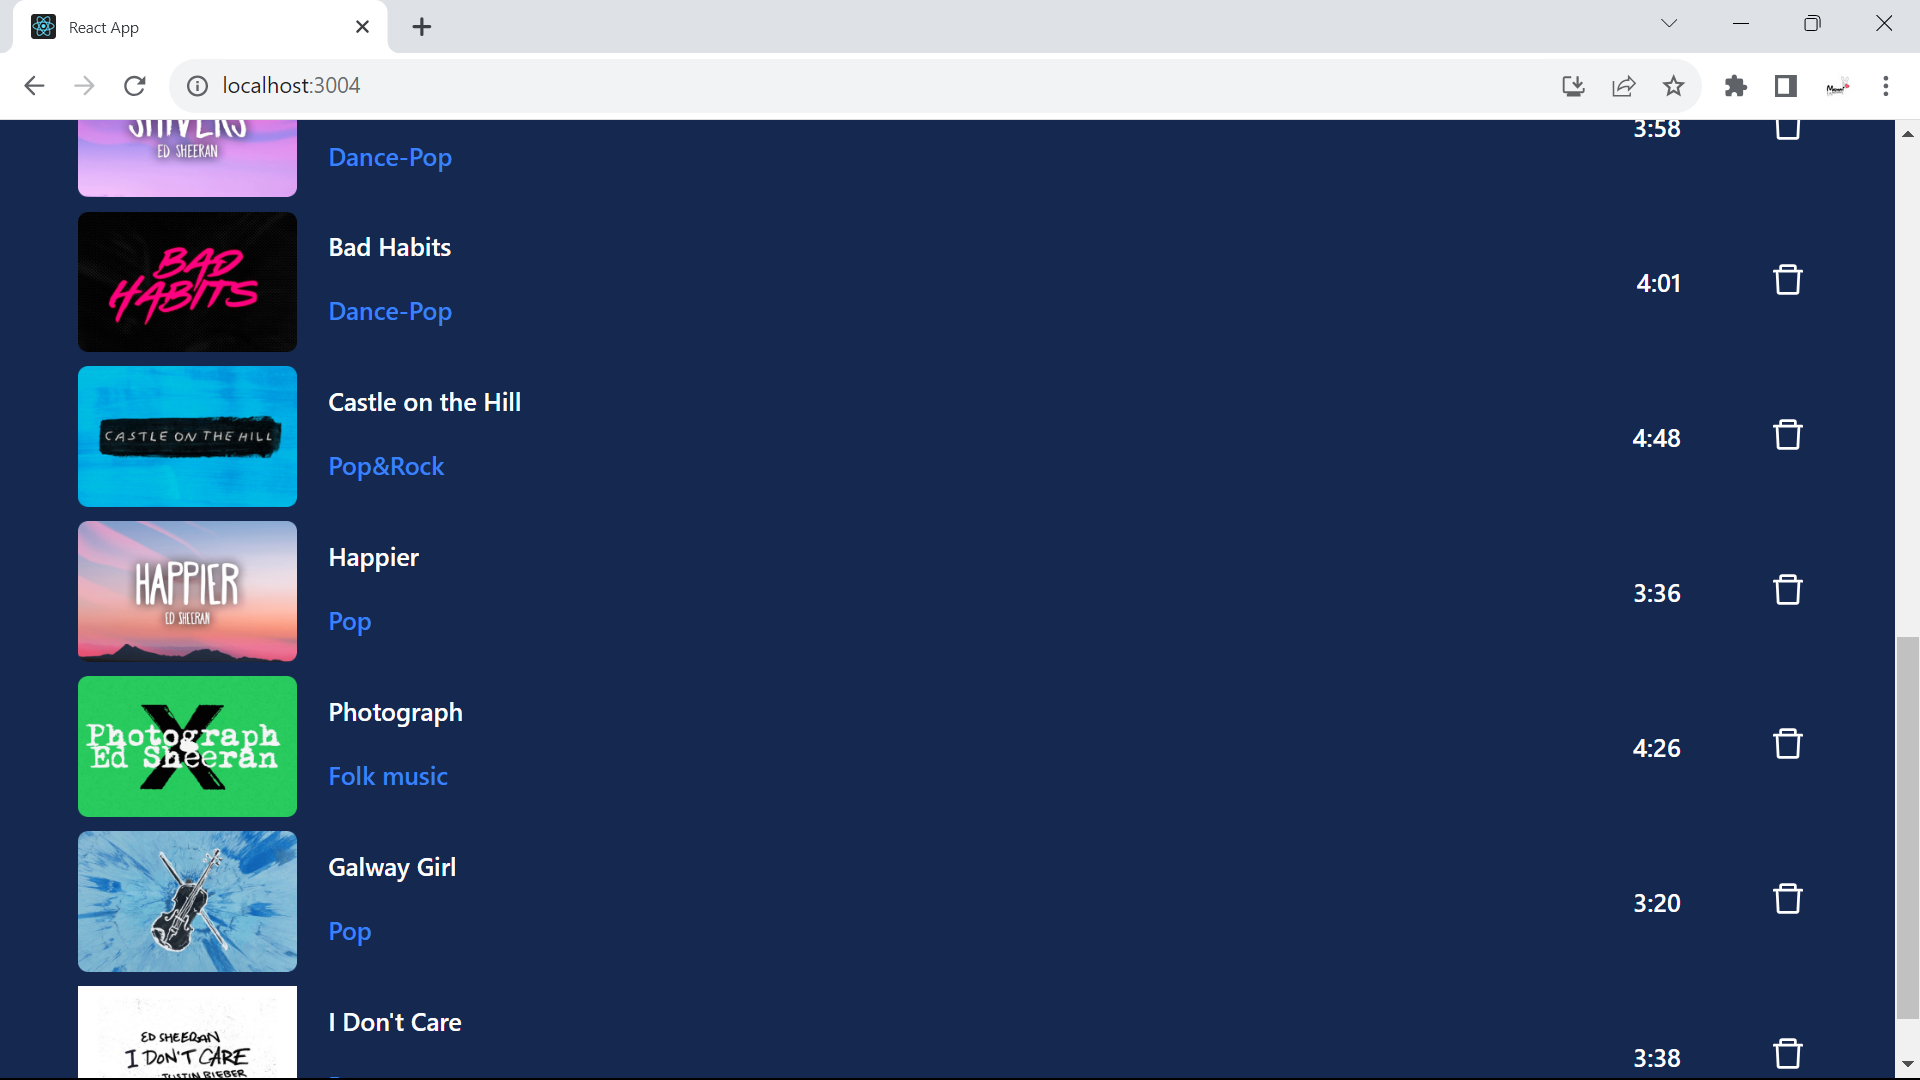 React App
localhost:3004
SHIVERS
ED SHEERAN
Dance-Pop
3:58
BAD
HABITS
Bad Habits
Dance-Pop
4:01
CASTLE ON THE HILL
Castle on the Hill
Pop&Rock
4:48
HAPPIER
ED SHEERAN
Happier
Pop
3:36
Photograph
Ed Sheeran
X
Photograph
Folk music
4:26
Galway Girl
Pop
3:20
ED SHEERAN
I DON'T CARE
JUSTIN BIEBER
I Don't Care
3:38